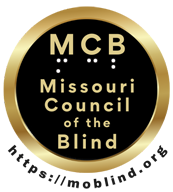 MCB
⠍⠉⠃
Missouri
Council
of the
Blind
https://moblind.org